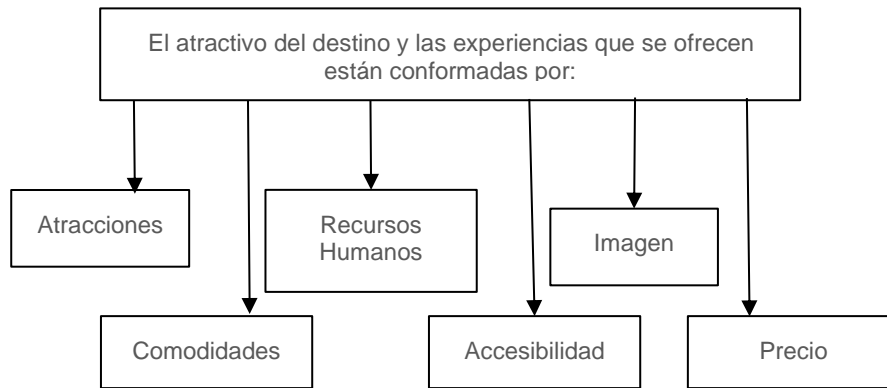 El atractivo del destino y las experiencias que se ofrecen
están conformadas por:
Atracciones
Recursos
Humanos
Imagen
Comodidades
Accesibilidad
Precio